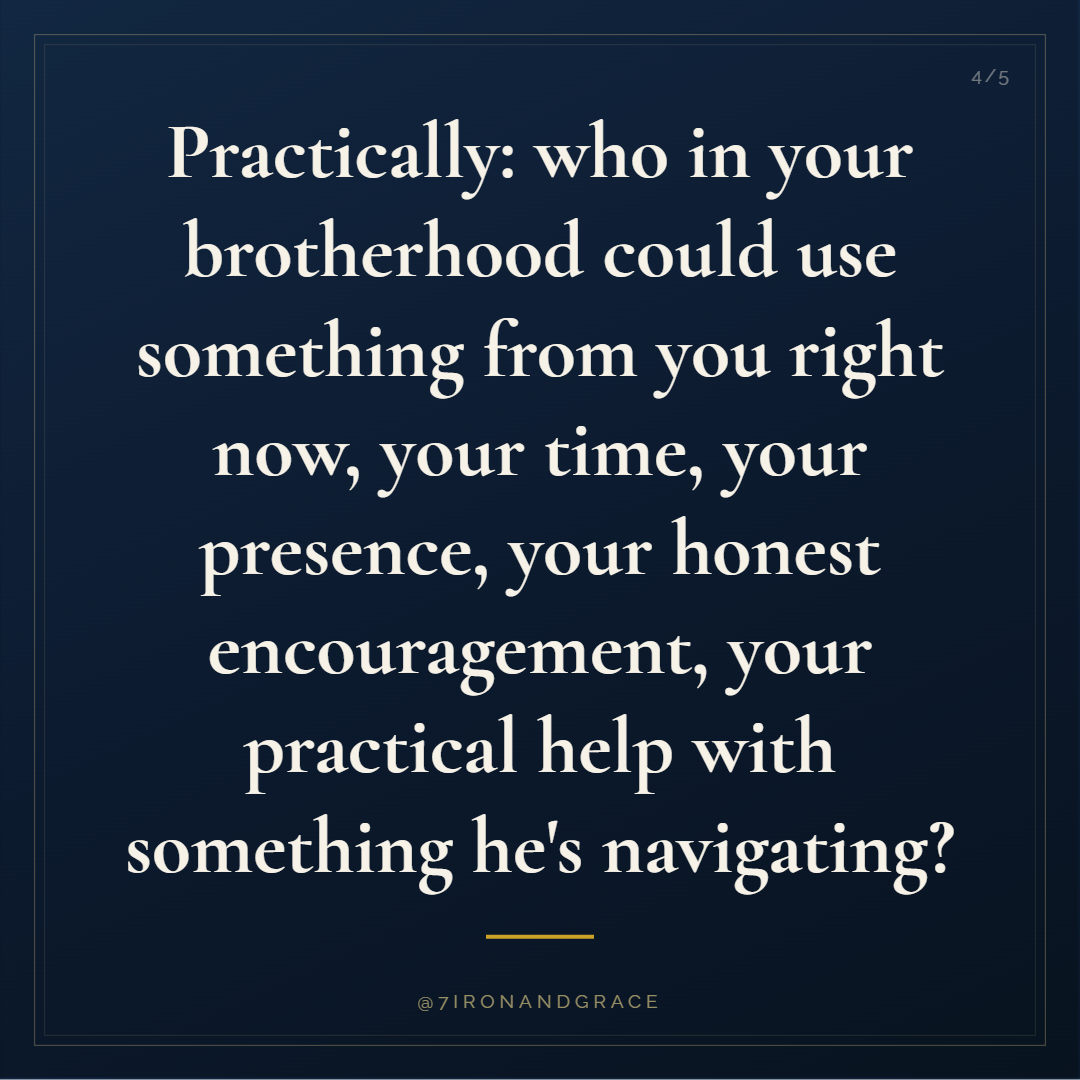 4/5
Practically: who in your
brotherhood could use
something from you right
now, your time, your
presence, your honest
encouragement, your
practical help with
something he's navigating?
@7IRONANDGRACE